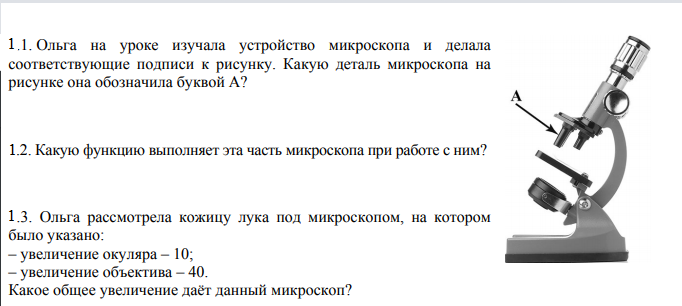 1.1. Ольга на уроке изучала устройство микроскопа и делала
соответствующие подписи к рисунку. Какую деталь микроскопа на
рисунке она обозначила буквой А?
А
1.2. Какую функцию выполняет эта часть микроскопа при работе с ним?
1.3. Ольга рассмотрела кожицу лука под микроскопом, на котором
было указано:
– увеличение окуляра – 10;
– увеличение объектива – 40.
Какое общее увеличение даёт данный микроскоп?